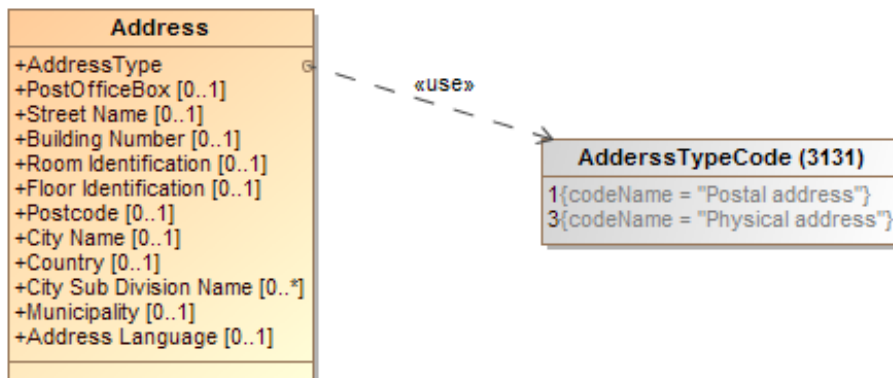 Address
+AddressType
+PostOfficeBox [0..1]
+Street Name [0..1]
+Building Number [0..1]
+Room Identification [0..1]
+Floor Identification [0..1]
+Postcode [0..1]
+City Name [0..1]
+Country [0..1]
+City Sub Division Name [0..*]
+Municipality [0..1]
+Address Language [0..1]
«use»
AdderssTypeCode (3131)
1{codeName = "Postal address"}
3{codeName = "Physical address"}